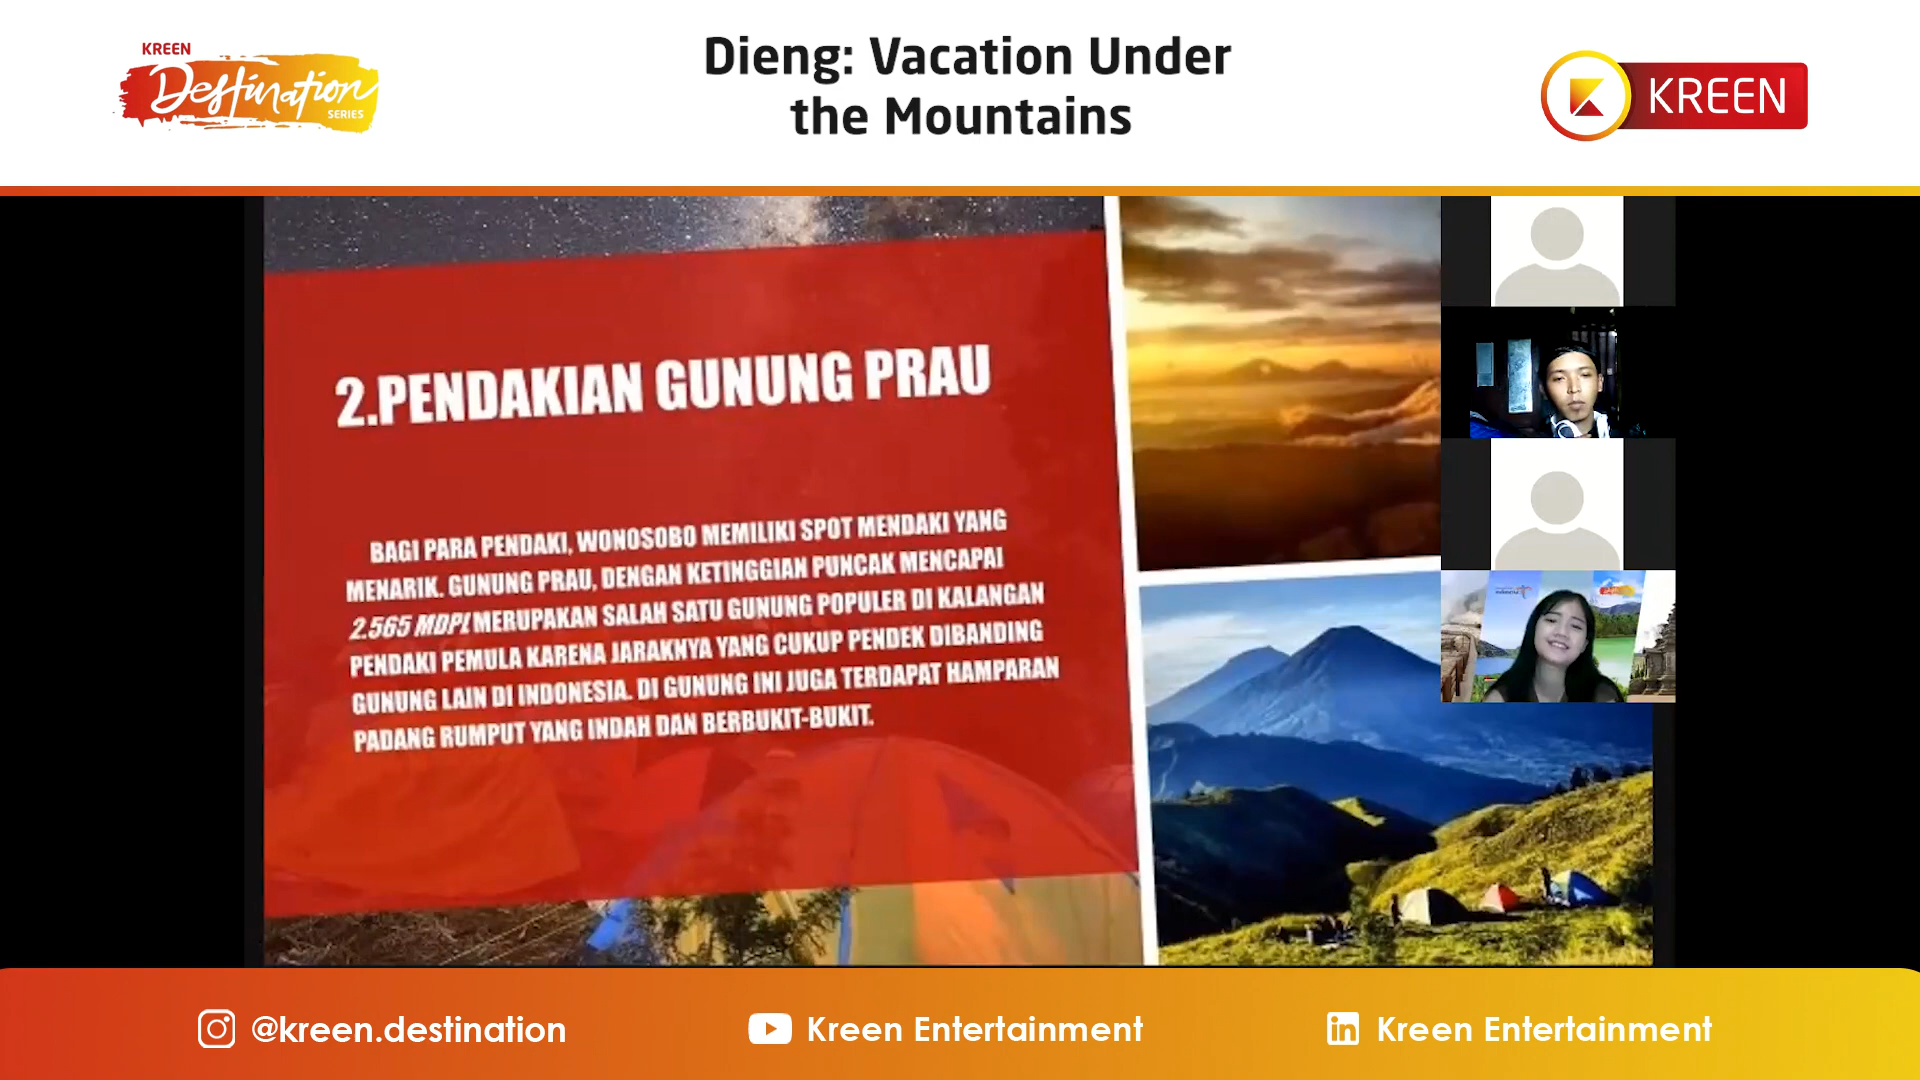 KREEN
Destination
SERIES
Dieng: Vacation Under
the Mountains
KREEN
2.PENDAKIAN GUNUNG PRAU
BAGI PARA PENDAKI, WONOSOBO MEMILIKI SPOT MENDAKI YANG
MENARIK. GUNUNG PRAU, DENGAN KETINGGIAN PUNCAK MENCAPAI
2.565 MDPL MERUPAKAN SALAH SATU GUNUNG POPULER DI KALANGAN
PENDAKI PEMULA KARENA JARAKNYA YANG CUKUP PENDEK DIBANDING
GUNUNG LAIN DI INDONESIA. DI GUNUNG INI JUGA TERDAPAT HAMPARAN
PADANG RUMPUT YANG INDAH DAN BERBUKIT-BUKIT.
@kreen.destination
Kreen Entertainment
Kreen Entertainment